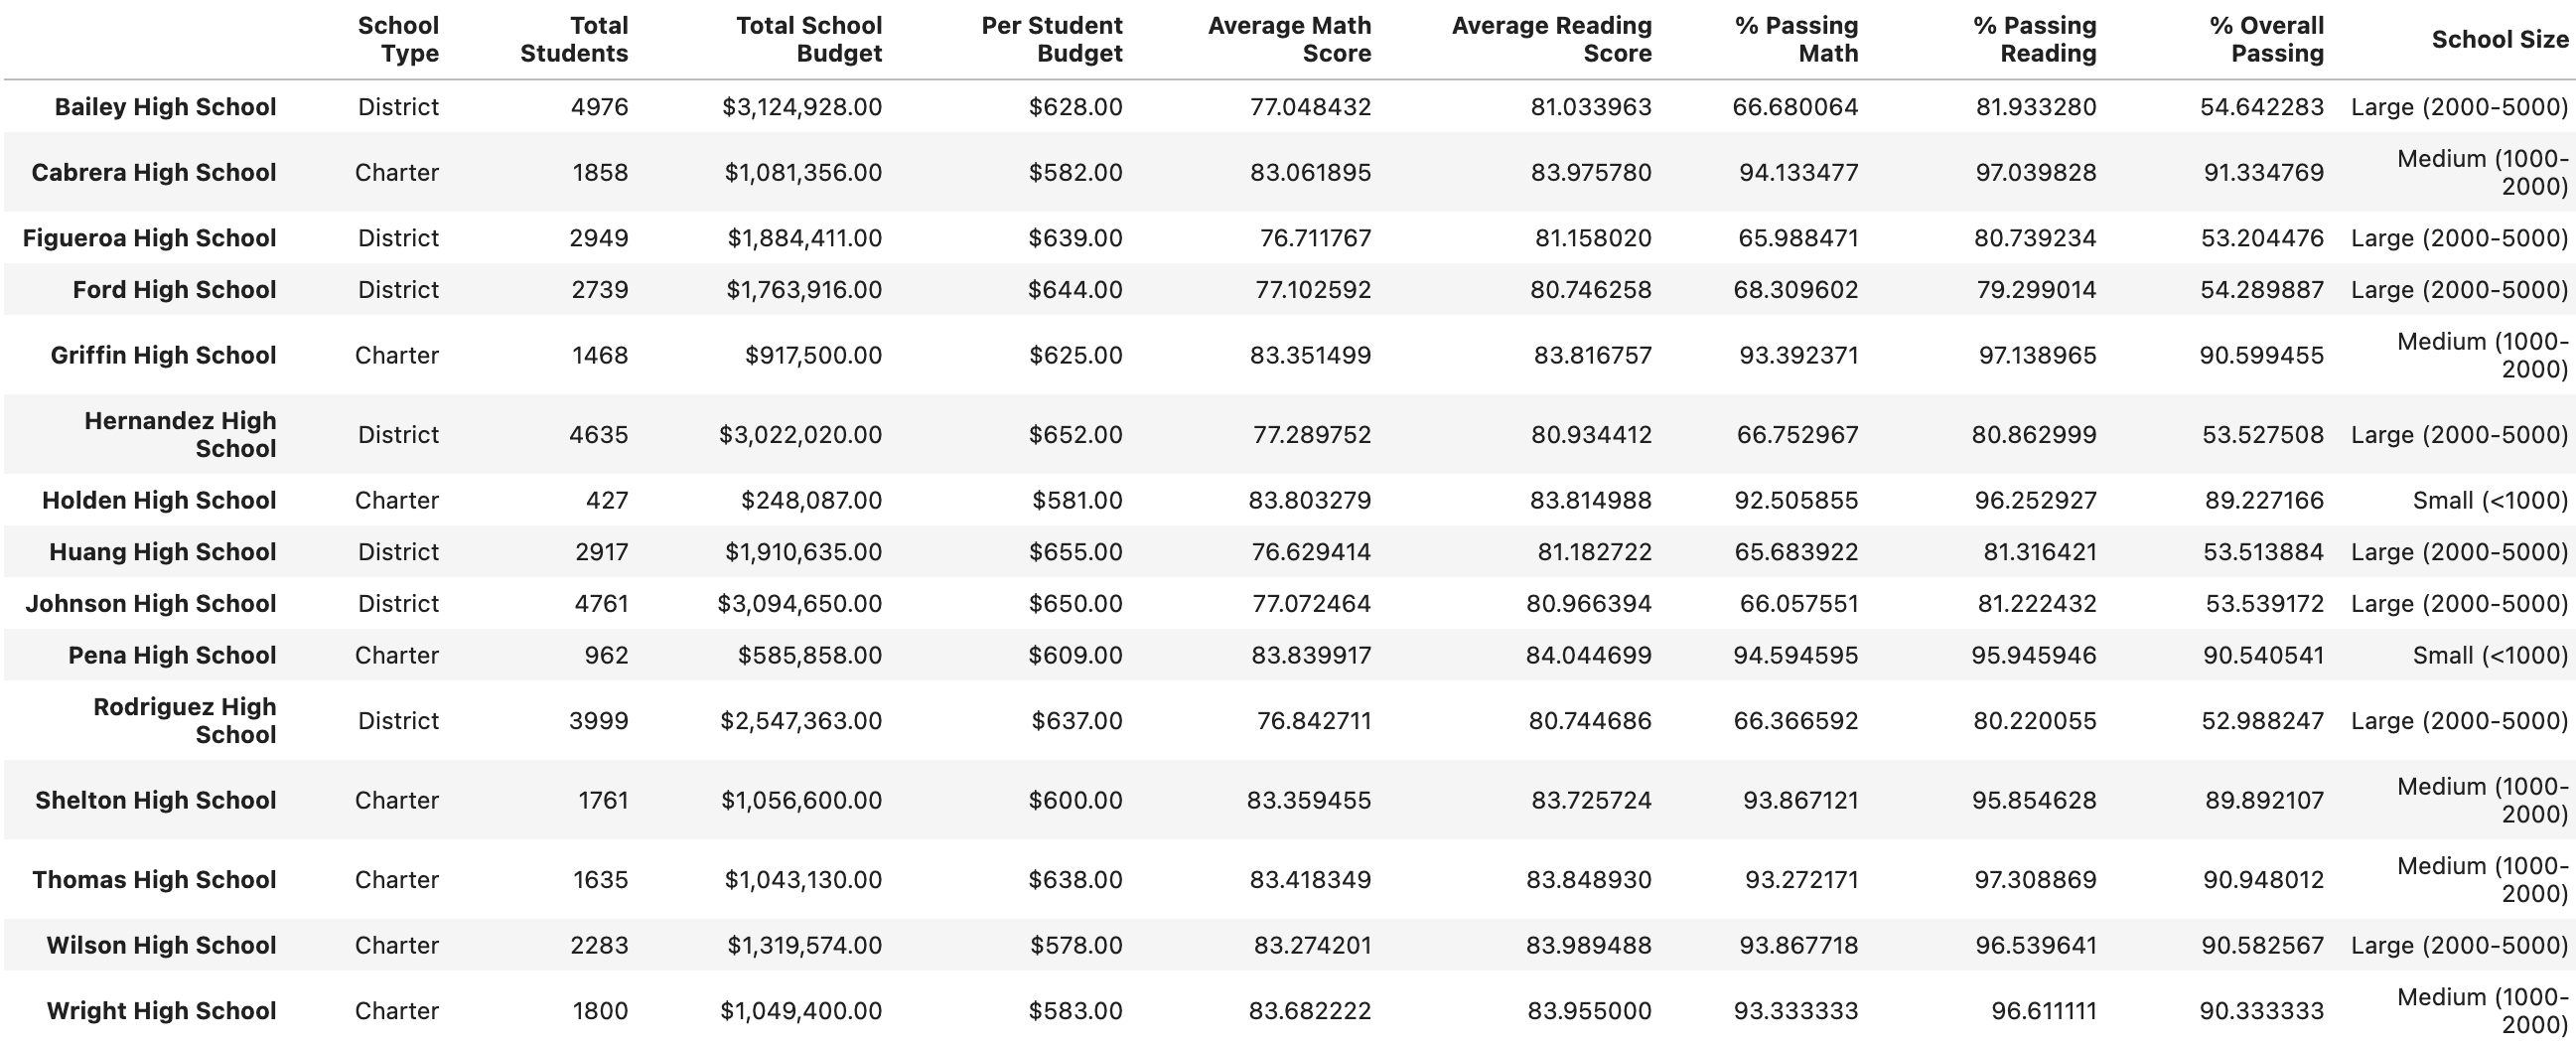 School Type Total Students Total School Budget Per Student Budget Average Math Score Average Reading Score % Passing Math % Passing Reading % Overall Passing School Size
Bailey High School District 4976 $3,124,928.00 $628.00 77.048432 81.033963 66.680064 81.933280 54.642283 Large (2000-5000)
Cabrera High School Charter 1858 $1,081,356.00 $582.00 83.061895 83.975780 94.133477 97.039828 91.334769 Medium (1000-2000)
Figueroa High School District 2949 $1,884,411.00 $639.00 76.711767 81.158020 65.988471 80.739234 53.204476 Large (2000-5000)
Ford High School District 2739 $1,763,916.00 $644.00 77.102592 80.746258 68.309602 79.299014 54.289887 Large (2000-5000)
Griffin High School Charter 1468 $917,500.00 $625.00 83.351499 83.816757 93.392371 97.138965 90.599455 Medium (1000-2000)
Hernandez High School District 4635 $3,022,020.00 $652.00 77.289752 80.934412 66.752967 80.862999 53.527508 Large (2000-5000)
Holden High School Charter 427 $248,087.00 $581.00 83.803279 83.814988 92.505855 96.252927 89.227166 Small (<1000)
Huang High School District 2917 $1,910,635.00 $655.00 76.629414 81.182722 65.683922 81.316421 53.513884 Large (2000-5000)
Johnson High School District 4761 $3,094,650.00 $650.00 77.072464 80.966394 66.057551 81.222432 53.539172 Large (2000-5000)
Pena High School Charter 962 $585,858.00 $609.00 83.839917 84.044699 94.594595 95.945946 90.540541 Small (<1000)
Rodriguez High School District 3999 $2,547,363.00 $637.00 76.842711 80.744686 66.366592 80.220055 52.988247 Large (2000-5000)
Shelton High School Charter 1761 $1,056,600.00 $600.00 83.359455 83.725724 93.867121 95.854628 89.892107 Medium (1000-2000)
Thomas High School Charter 1635 $1,043,130.00 $638.00 83.418349 83.848930 93.272171 97.308869 90.948012 Medium (1000-2000)
Wilson High School Charter 2283 $1,319,574.00 $578.00 83.274201 83.989488 93.867718 96.539641 90.582567 Large (2000-5000)
Wright High School Charter 1800 $1,049,400.00 $583.00 83.682222 83.955000 93.333333 96.611111 90.333333 Medium (1000-2000)